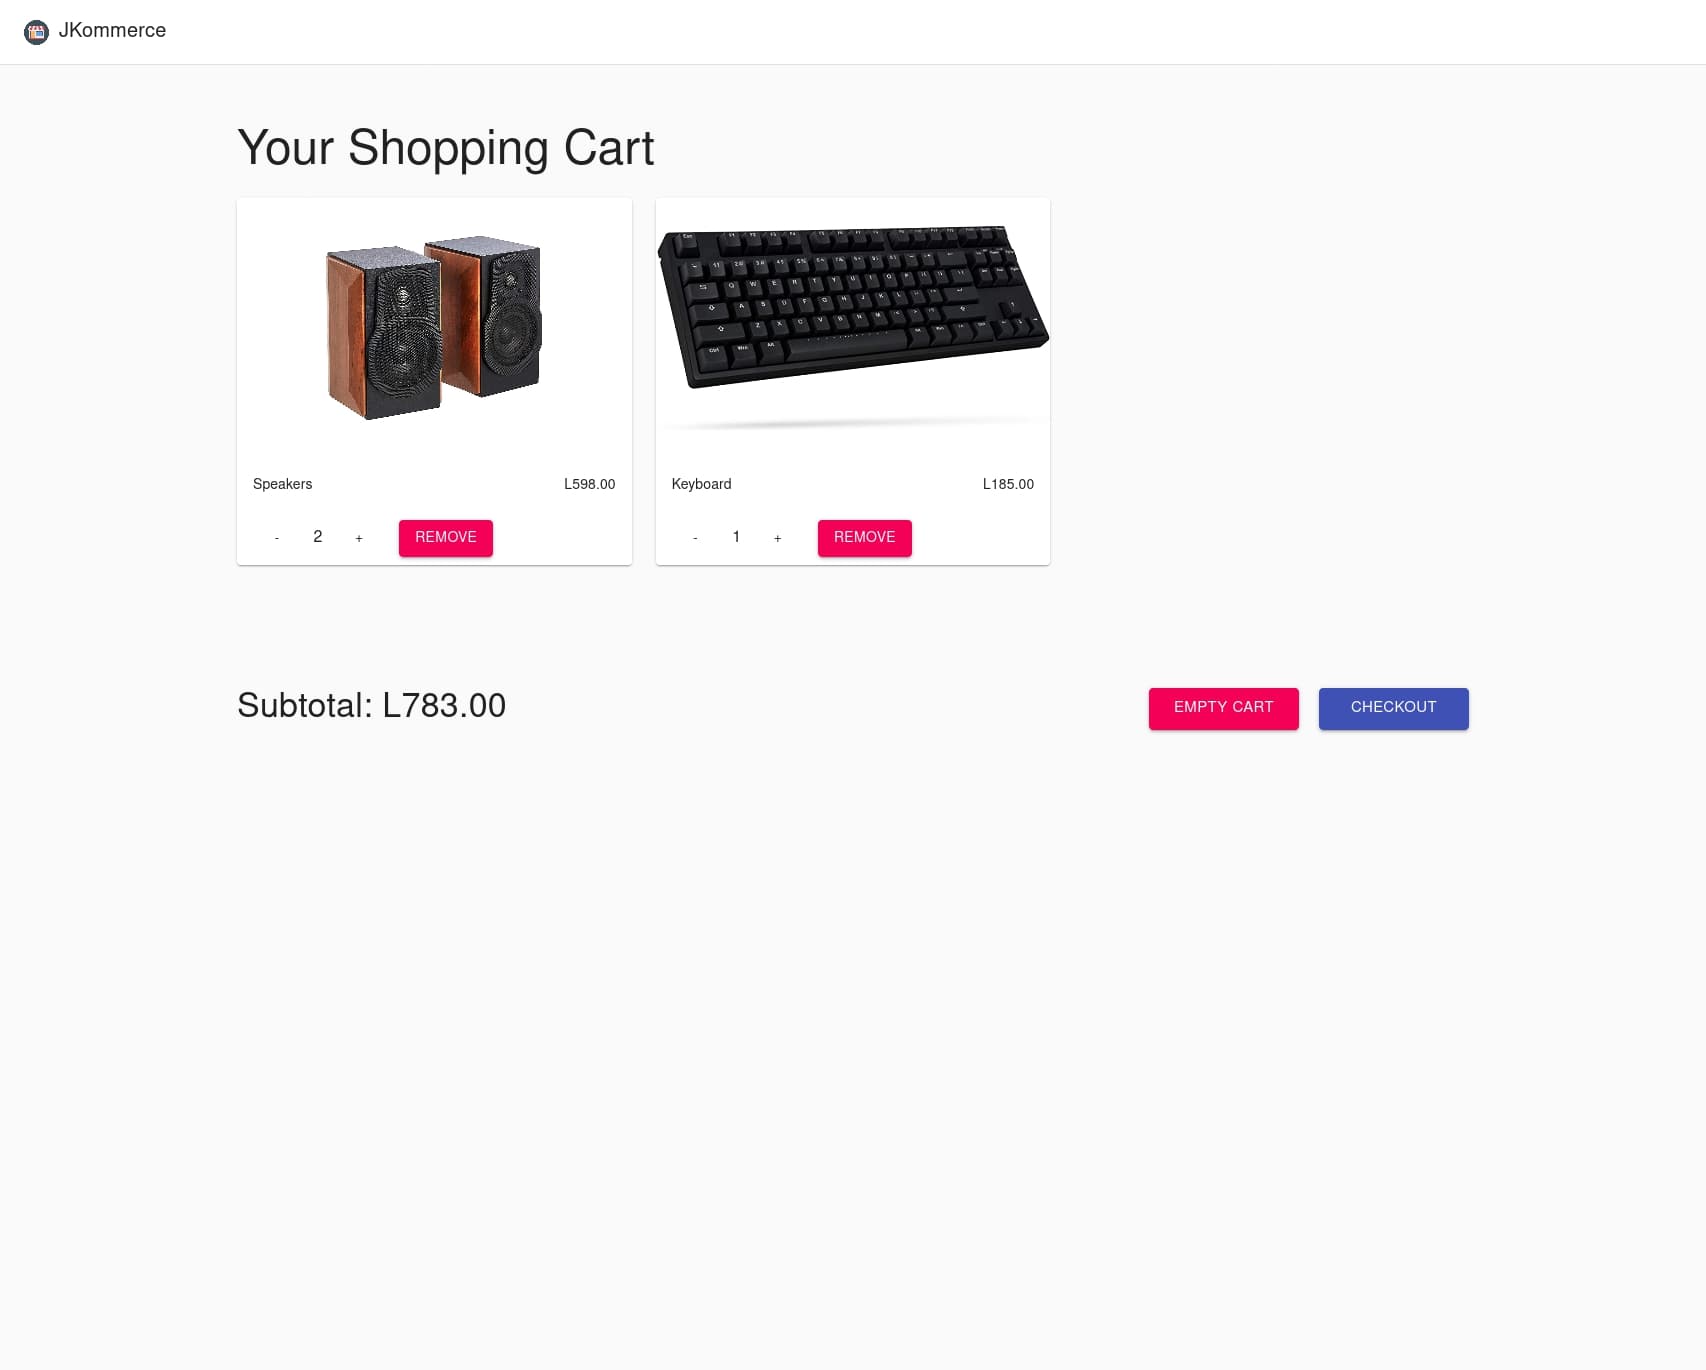 JKommerce
Your Shopping Cart
Speakers L598.00
- 2 + REMOVE
Keyboard L185.00
- 1 + REMOVE
Subtotal: L783.00
EMPTY CART CHECKOUT